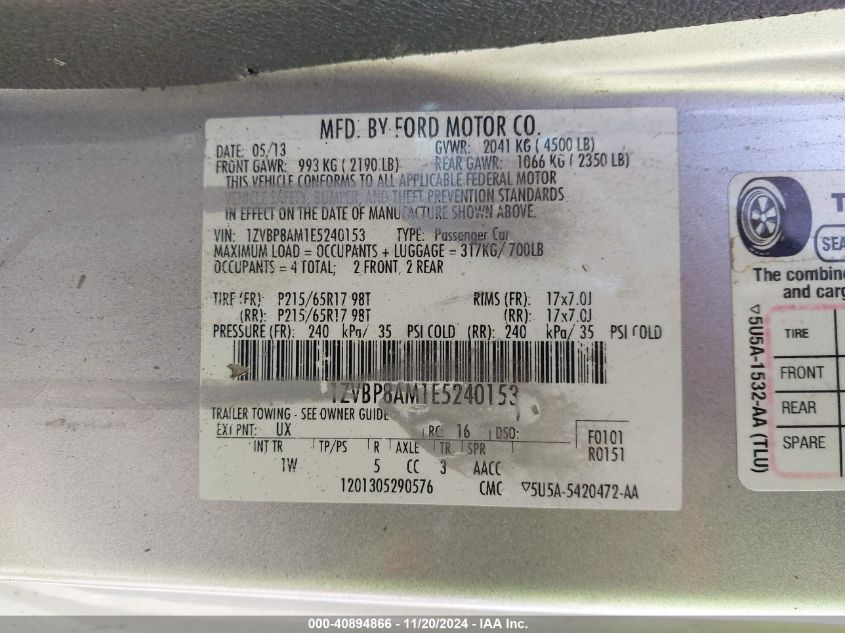 MFD. BY FORD MOTOR CO.
DATE: 05/13 GVWR: 2041 KG ( 4500 LB)
FRONT GAWR: 993 KG ( 2190 LB) REAR GAWR: 1066 KG ( 2350 LB)
THIS VEHICLE CONFORMS TO ALL APPLICABLE FEDERAL MOTOR
VEHICLE SAFETY, BUMPER, AND THEFT PREVENTION STANDARDS
IN EFFECT ON THE DATE OF MANUFACTURE SHOWN ABOVE.
VIN: 1ZVBP8AM1E5240153 TYPE: Passenger Car
MAXIMUM LOAD = OCCUPANTS + LUGGAGE = 317KG/ 700LB
OCCUPANTS = 4 TOTAL; 2 FRONT, 2 REAR
TIRE (FR): P215/65R17 98T RIMS (FR): 17x7.0J
(RR): P215/65R17 98T (RR): 17x7.0J
PRESSURE (FR): 240 kPa/ 35 PSI COLD (RR): 240 kPa/ 35 PSI COLD
1ZVBP8AM1E5240153
TRAILER TOWING - SEE OWNER GUIDE
EXT PNT: UX RC: 16 DSO: F0101
R0151
INT TR TP/PS R AXLE TR SPR
1W 5 CC 3 AACC
1201305290576 CMC ▽5U5A-5420472-AA
▽5U5A-1532-AA (TLU)
T
SEA
The combine
and carg
TIRE
FRONT
REAR
SPARE
000-40894866 - 11/20/2024 - IAA Inc.